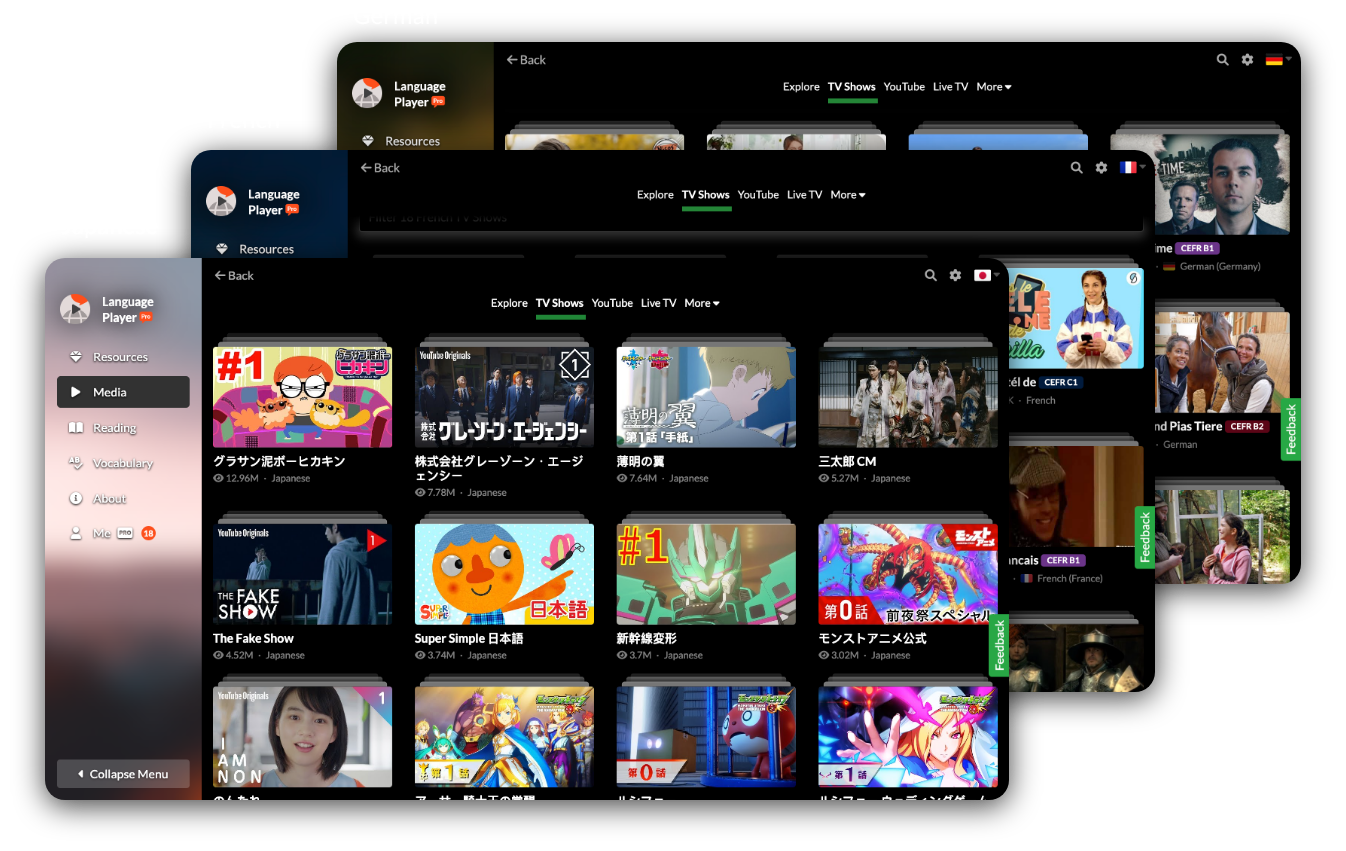 Back
Explore TV Shows YouTube Live TV More
Language
Player Pro
Resources
TIME
ime CEFR B1
German (Germany)
nd Pias Tiere CEFR B2
German
Feedback
Back
Explore TV Shows YouTube Live TV More
Language
Player Pro
Resources
Filter 18 French TV Shows
tél de CEFR C1
French
ancais CEFR B1
French (France)
Feedback
Back
Explore TV Shows YouTube Live TV More
Language
Player Pro
Resources
Media
Reading
Vocabulary
About
Me PRO 18
Collapse Menu
#1
グラサン泥ボー
ヒカキン
グラサン泥ボーヒカキン
12.96M · Japanese
YouTube Originals
1
株式会社グレーゾーン・エージェンシー
株式会社グレーゾーン・エージ
ェンシー
7.78M · Japanese
薄明の翼
第1話「手紙」
薄明の翼
7.64M · Japanese
三太郎 CM
5.27M · Japanese
YouTube Originals
1
THE FAKE
SHOW
The Fake Show
4.52M · Japanese
SUPER
SIMPLE
日本語
Super Simple 日本語
3.74M · Japanese
#1
新幹線変形
3.7M · Japanese
モンスト
アニメ
第0話
前夜祭スペシャル
モンストアニメ公式
3.02M · Japanese
Feedback
YouTube Originals
1
I
AM
NON
のんたれ
第1話
アーサー 騎士王の覚醒
第0話
ルシファー
第1話
ルシファー ウェディングゲーム